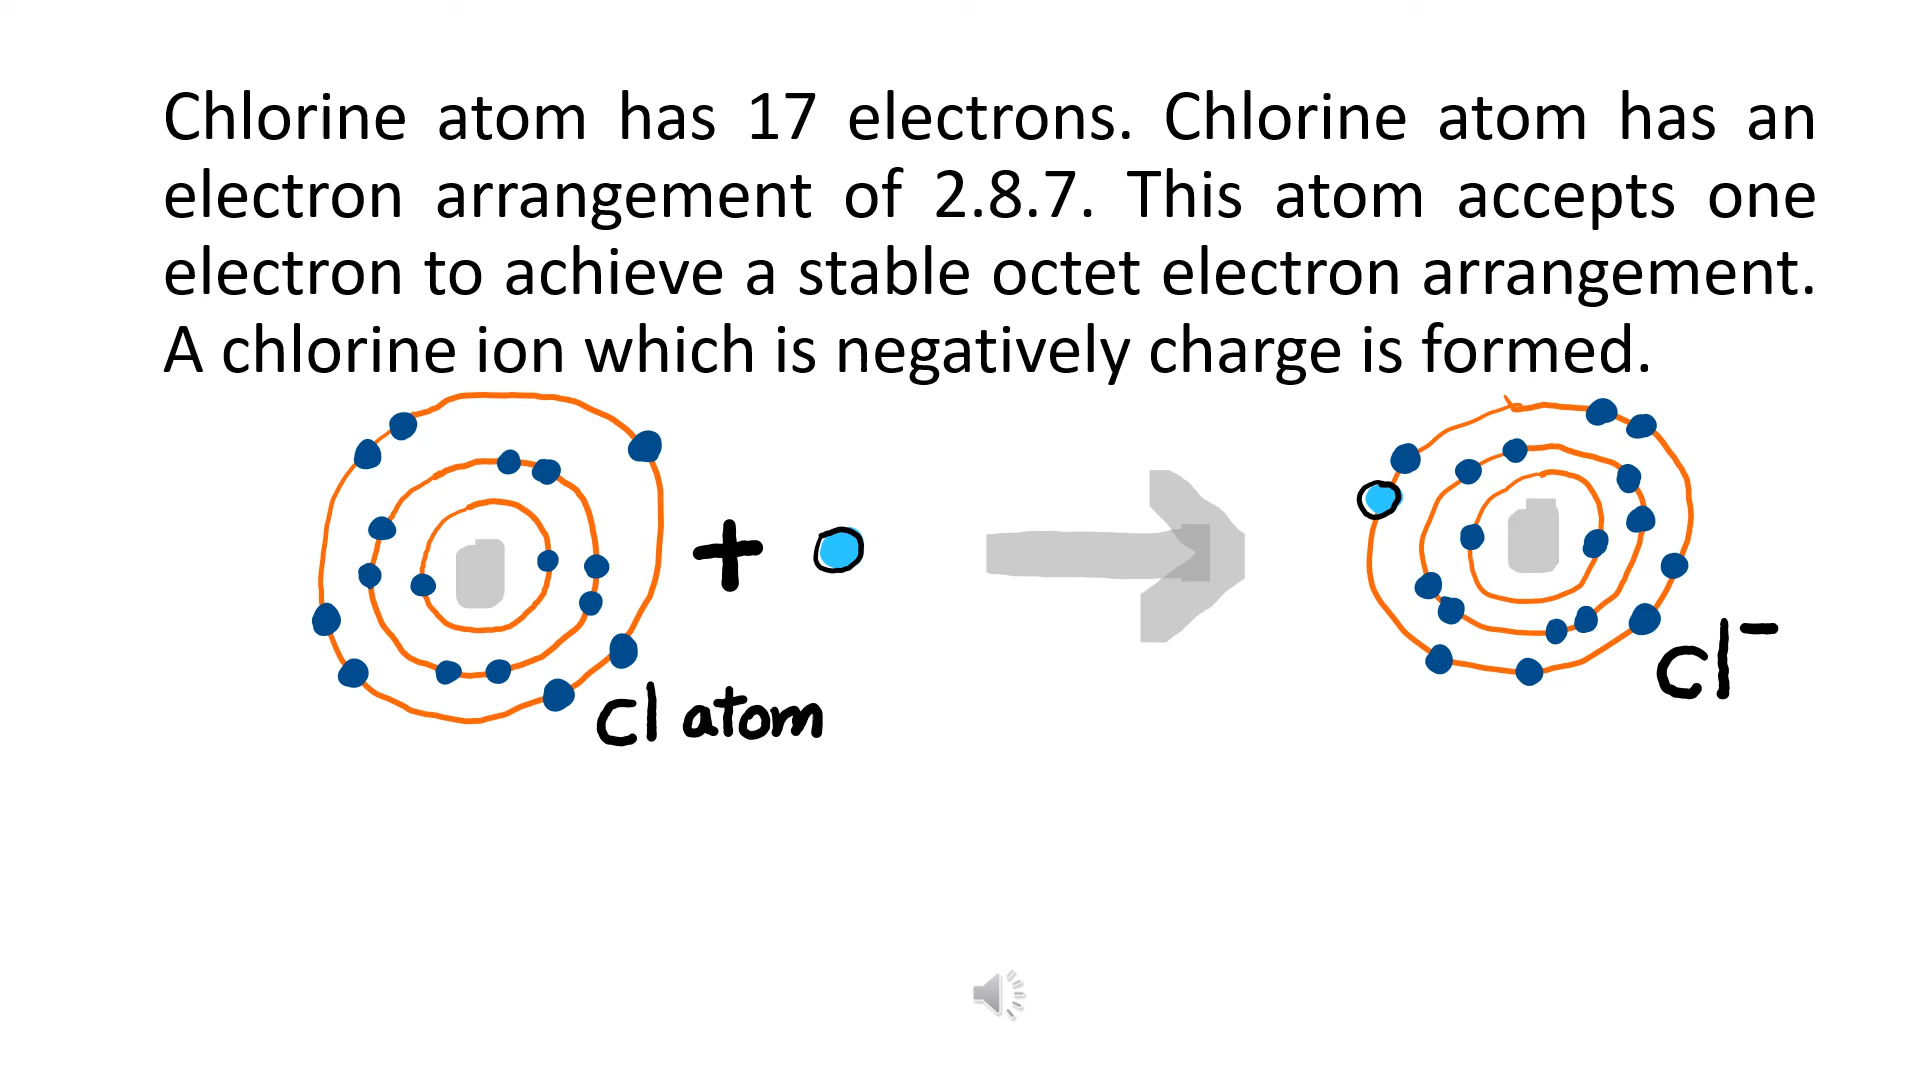 Chlorine atom has 17 electrons. Chlorine atom has an
electron arrangement of 2.8.7. This atom accepts one
electron to achieve a stable octet electron arrangement.
A chlorine ion which is negatively charge is formed.
+
Cl atom
Cl⁻